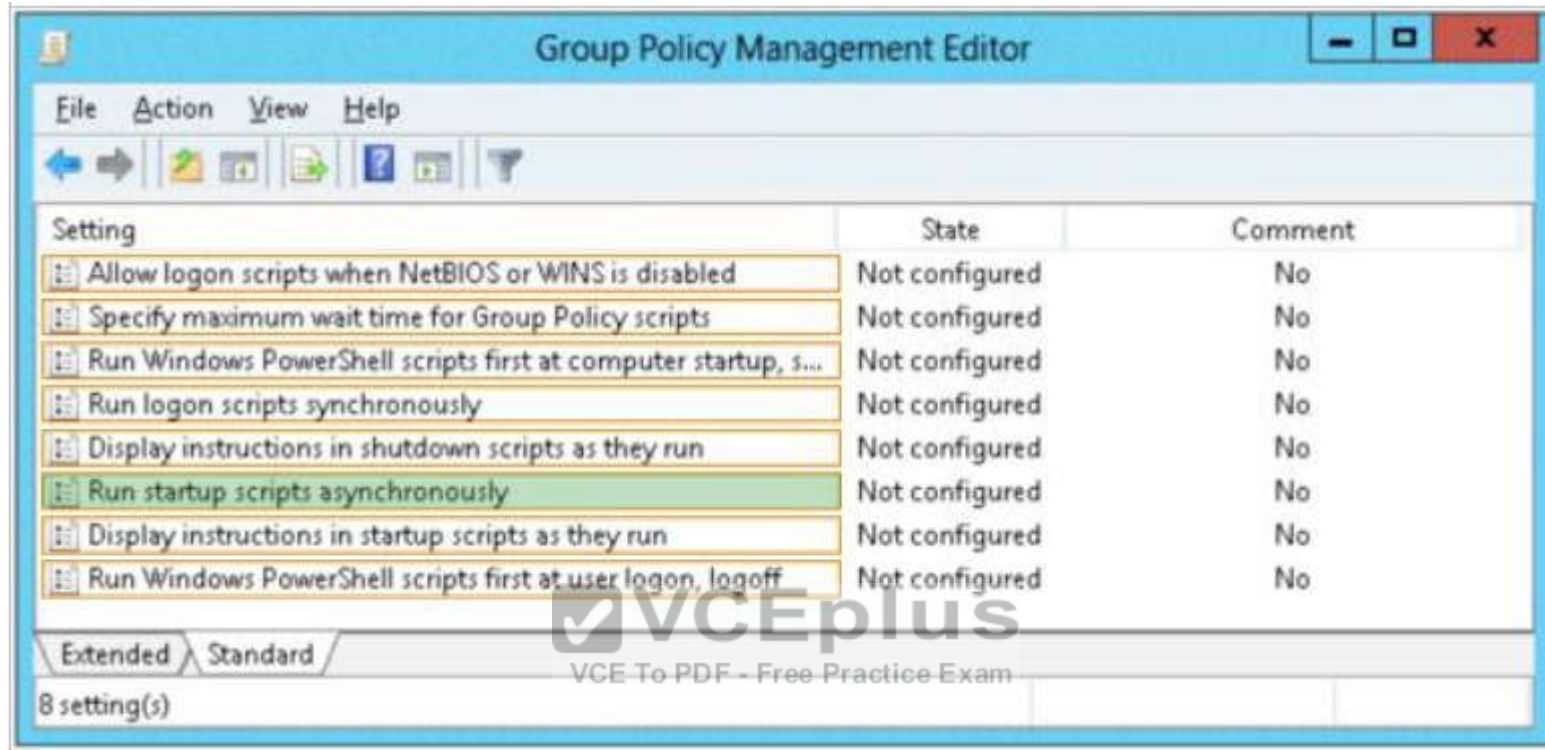 Group Policy Management Editor
File Action View Help
Setting State Comment
Allow logon scripts when NetBIOS or WINS is disabled Not configured No
Specify maximum wait time for Group Policy scripts Not configured No
Run Windows PowerShell scripts first at computer startup, s... Not configured No
Run logon scripts synchronously Not configured No
Display instructions in shutdown scripts as they run Not configured No
Run startup scripts asynchronously Not configured No
Display instructions in startup scripts as they run Not configured No
Run Windows PowerShell scripts first at user logon, logoff Not configured No
VCEplus
VCE To PDF - Free Practice Exam
Extended Standard
8 setting(s)